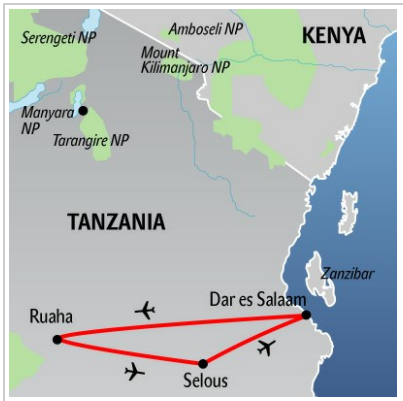 Serengeti NP
Amboseli NP
KENYA
Mount
Kilimanjaro NP
Manyara
NP
Tarangire NP
TANZANIA
Zanzibar
Dar es Salaam
Ruaha
Selous